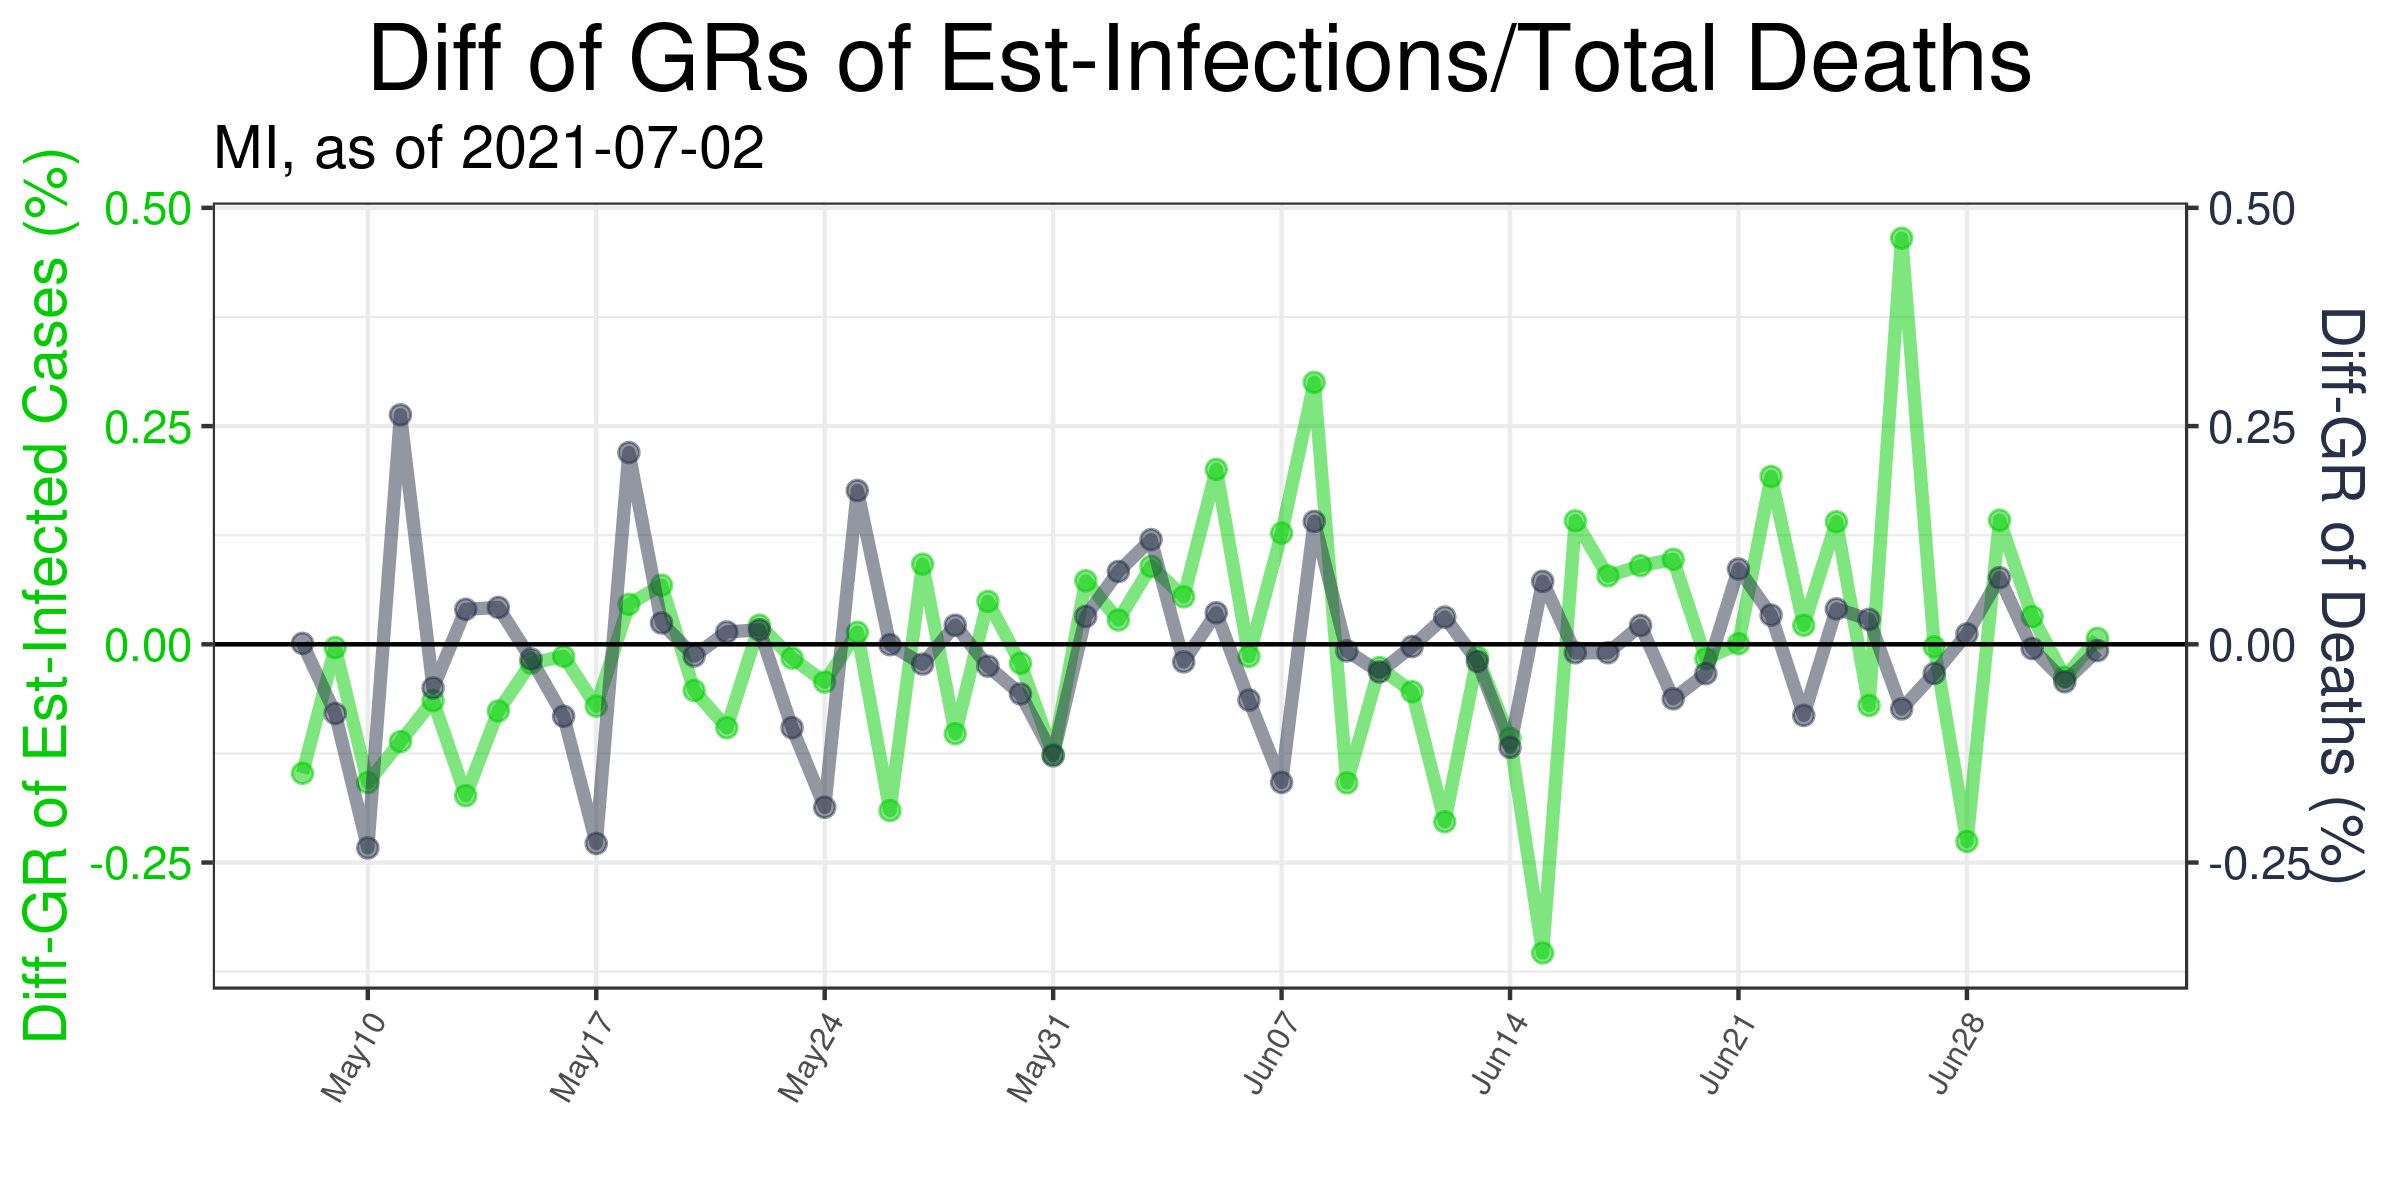 Diff of GRs of Est-Infections/Total Deaths
MI, as of 2021-07-02
Diff-GR of Est-Infected Cases (%)
0.50
0.25
0.00
-0.25
0.50
0.25
0.00
-0.25
Diff-GR of Deaths (%)
May10
May17
May24
May31
Jun07
Jun14
Jun21
Jun28